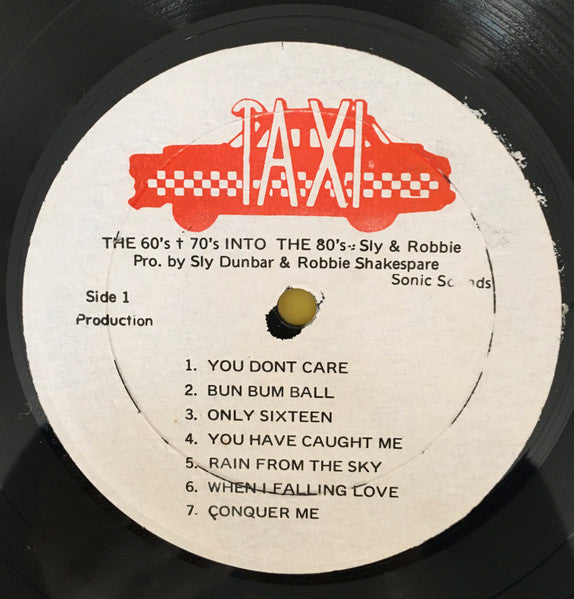 TAXI
THE 60's † 70's INTO THE 80's-: Sly & Robbie
Pro. by Sly Dunbar & Robbie Shakespare
Sonic
Side 1
Production
1. YOU DONT CARE
2. BUN BUM BALL
3. ONLY SIXTEEN
4. YOU HAVE CAUGHT ME
5. RAIN FROM THE SKY
6. WHEN I FALLING LOVE
7. CONQUER ME